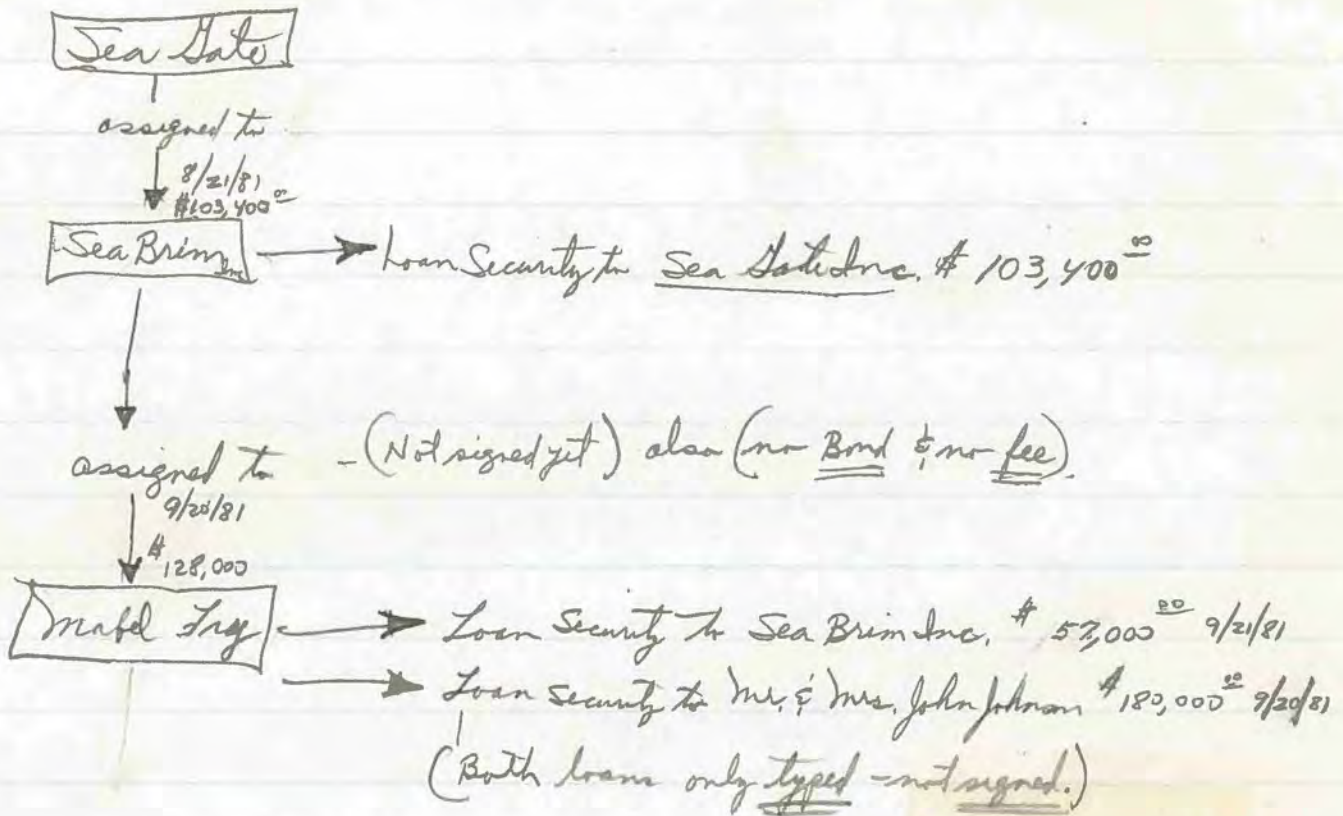 Sea Gate
assigned to
8/21/81
$103,400 00
Sea Brim Inc. Loan Security to Sea Gate Inc. $ 103,400 00
assigned to - (Not signed yet) also (no Bond & no fee).
9/20/81
$ 128,000
Mabel Loan Security to Sea Brim Inc. $ 57,000 00 9/21/81
Loan Security to Mr. & Mrs. John Johnson $ 180,000 00 9/20/81
(Both loans only typed - not signed.)